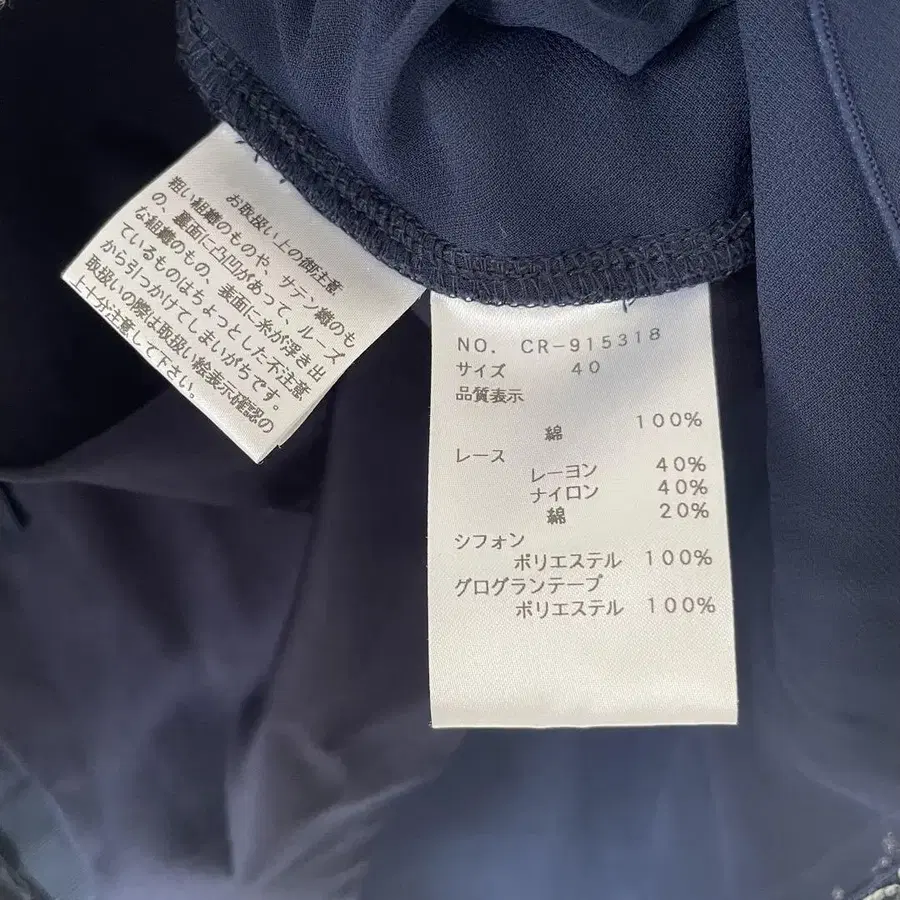 お取扱い上の御注意
粗い組織のものや、サテン織のも
の、裏面に凸凹があって、ルーズ
な組織のもの、表面に糸が浮き出
ているものはちょっとした不注意
から引つかけてしまいがちです。
取扱いの際は取扱い絵表示確認の
上十分注意して下さい。
NO. CR-915318
サイズ 40
品質表示
綿 100%
レース
レーヨン 40%
ナイロン 40%
綿 20%
シフォン
ポリエステル 100%
グログランテープ
ポリエステル 100%